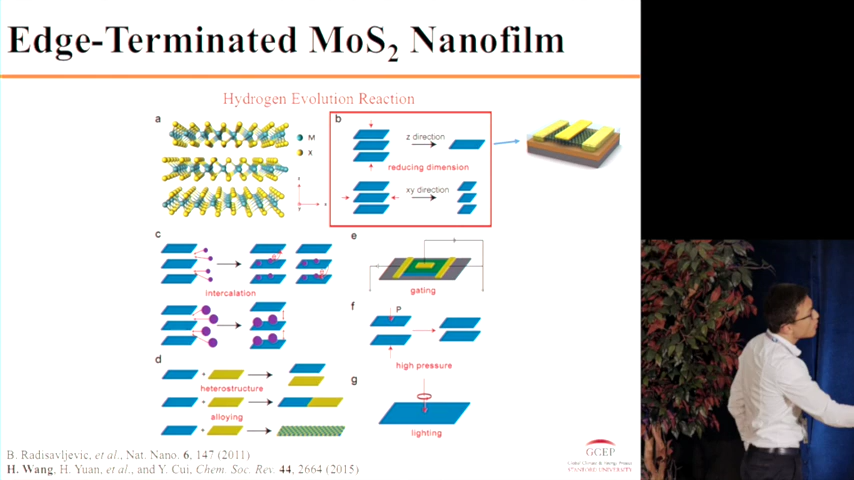 Edge-Terminated MoS2 Nanofilm
Hydrogen Evolution Reaction
a
M
X
b
z direction
reducing dimension
xy direction
c
intercalation
d
heterostructure
alloying
e
gating
f
P
high pressure
g
lighting
B. Radisavljevic, et al., Nat. Nano. 6, 147 (2011)
H. Wang, H. Yuan, et al., and Y. Cui, Chem. Soc. Rev. 44, 2664 (2015)
GCEP
Global Climate & Energy Project
STANFORD UNIVERSITY